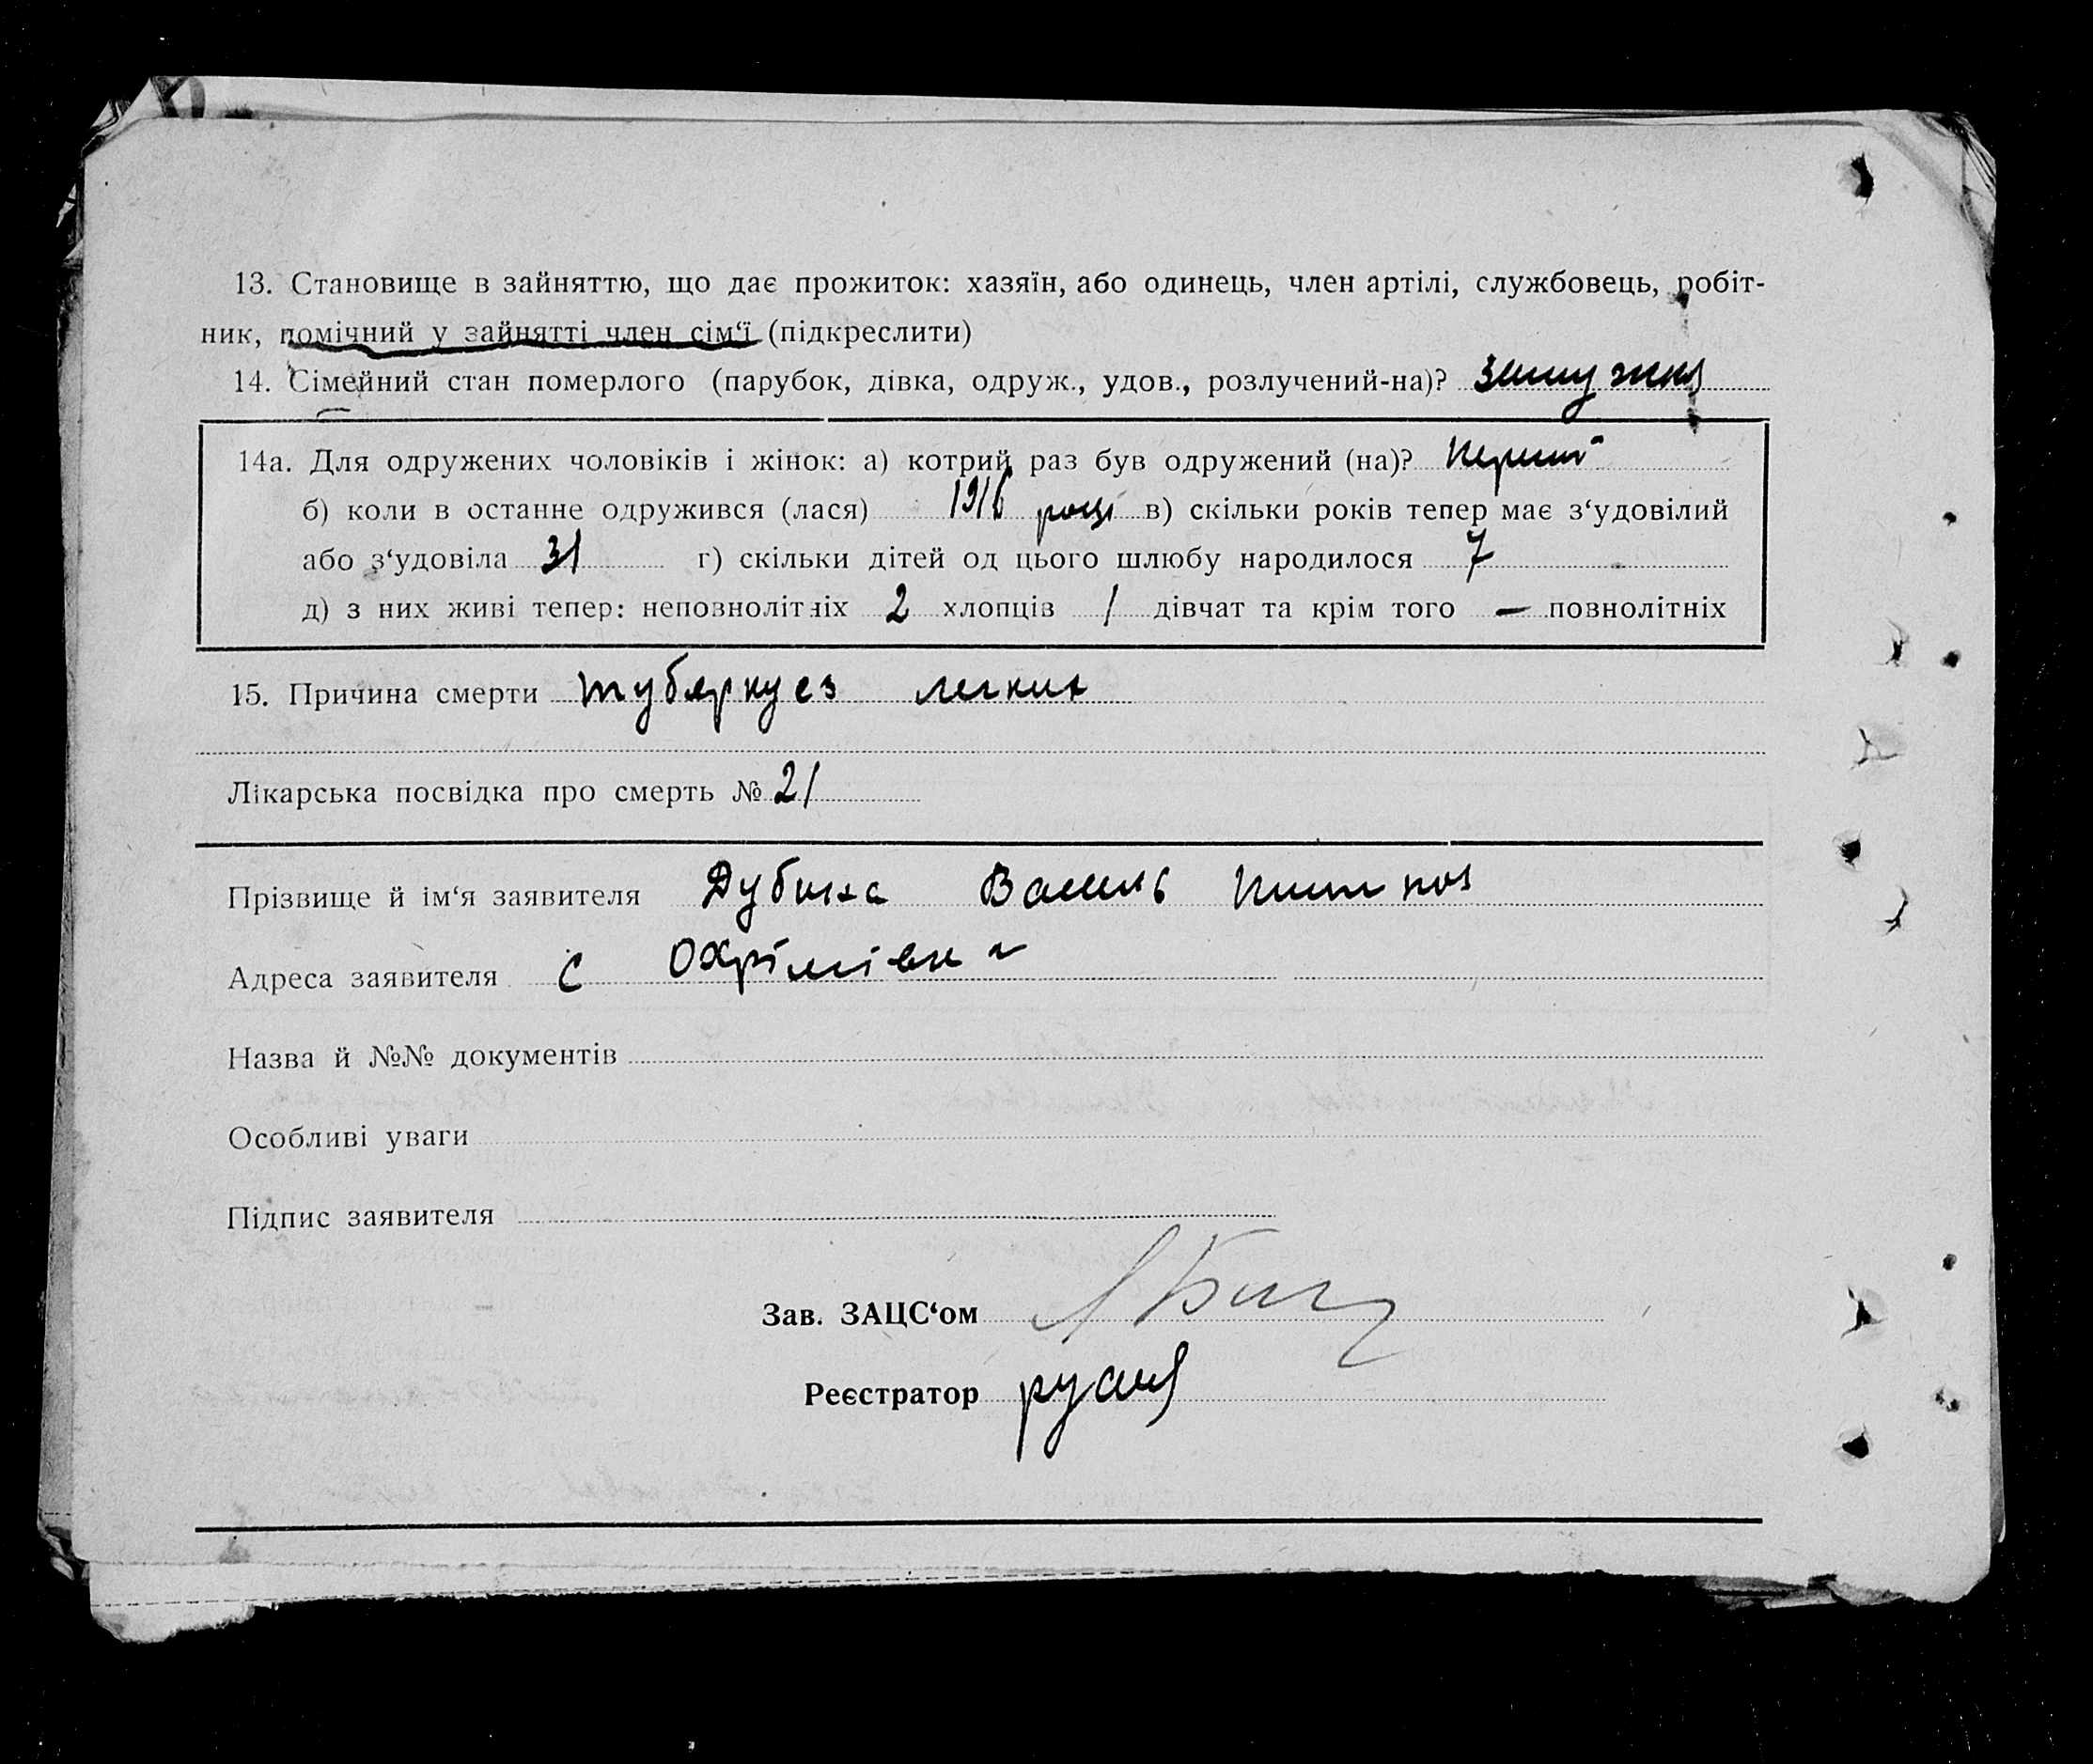 13. Становище в зайняттю, що дає прожиток: хазяїн, або одинець, член артілі, службовець, робіт-
ник, помічний у зайнятті член сім‘ї (підкреслити)
14. Сімейний стан померлого (парубок, дівка, одруж., удов., розлучений-на)? замужня
14а. Для одружених чоловіків і жінок: а) котрий раз був одружений (на)? Перший
б) коли в останне одружився (лася) 1916 році в) скільки років тепер має з‘удовілий
або з‘удовіла 31 г) скільки дітей од цього шлюбу народилося 7
д) з них живі тепер: неповнолітніх 2 хлопців 1 дівчат та крім того — повнолітніх
15. Причина смерти туберкуез легких
Лікарська посвідка про смерть № 21
Прізвище й ім‘я заявителя Дубина Василь
Адреса заявителя с Охрімівка
Назва й №№ документів
Особливі уваги
Підпис заявителя
Зав. ЗАЦС‘ом
Реєстратор